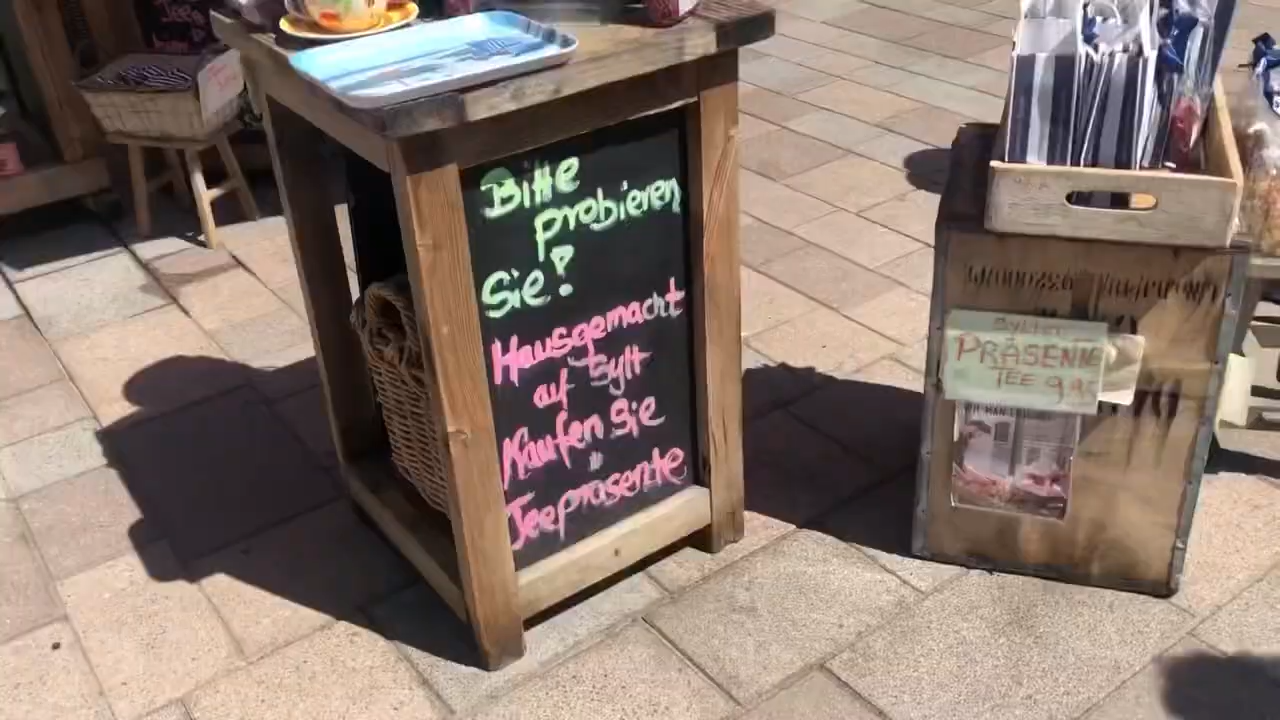 Bitte
probieren
Sie!
Hausgemacht
auf Sylt
Kaufen Sie
Teepräsente
Sylter
PRÄSENTE
TEE 9.95